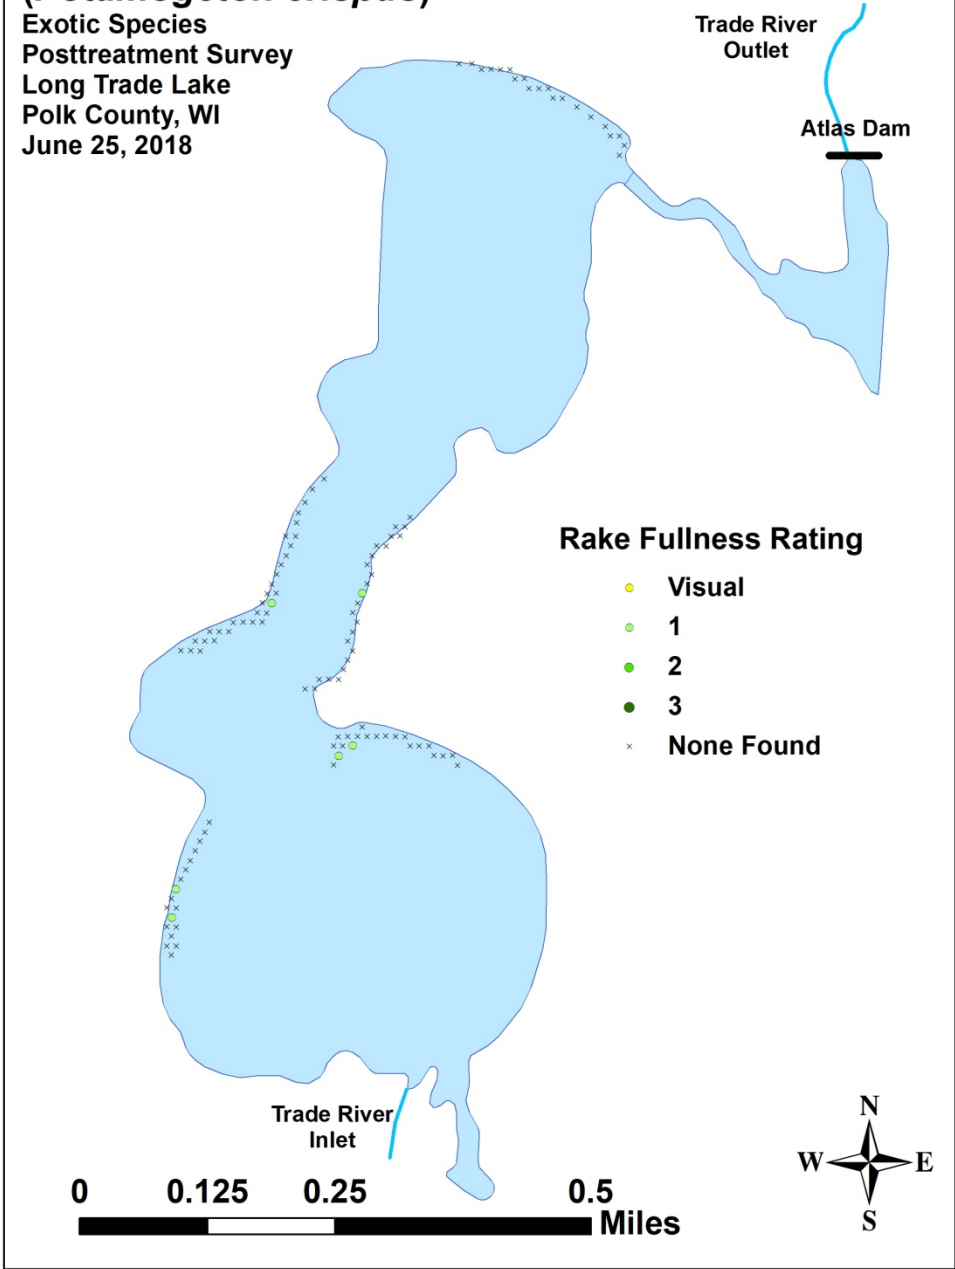 Exotic Species
Posttreatment Survey
Long Trade Lake
Polk County, WI
June 25, 2018
Trade River
Outlet
Atlas Dam
Rake Fullness Rating
Visual
1
2
3
None Found
Trade River
Inlet
N
W E
S
0 0.125 0.25 0.5
Miles